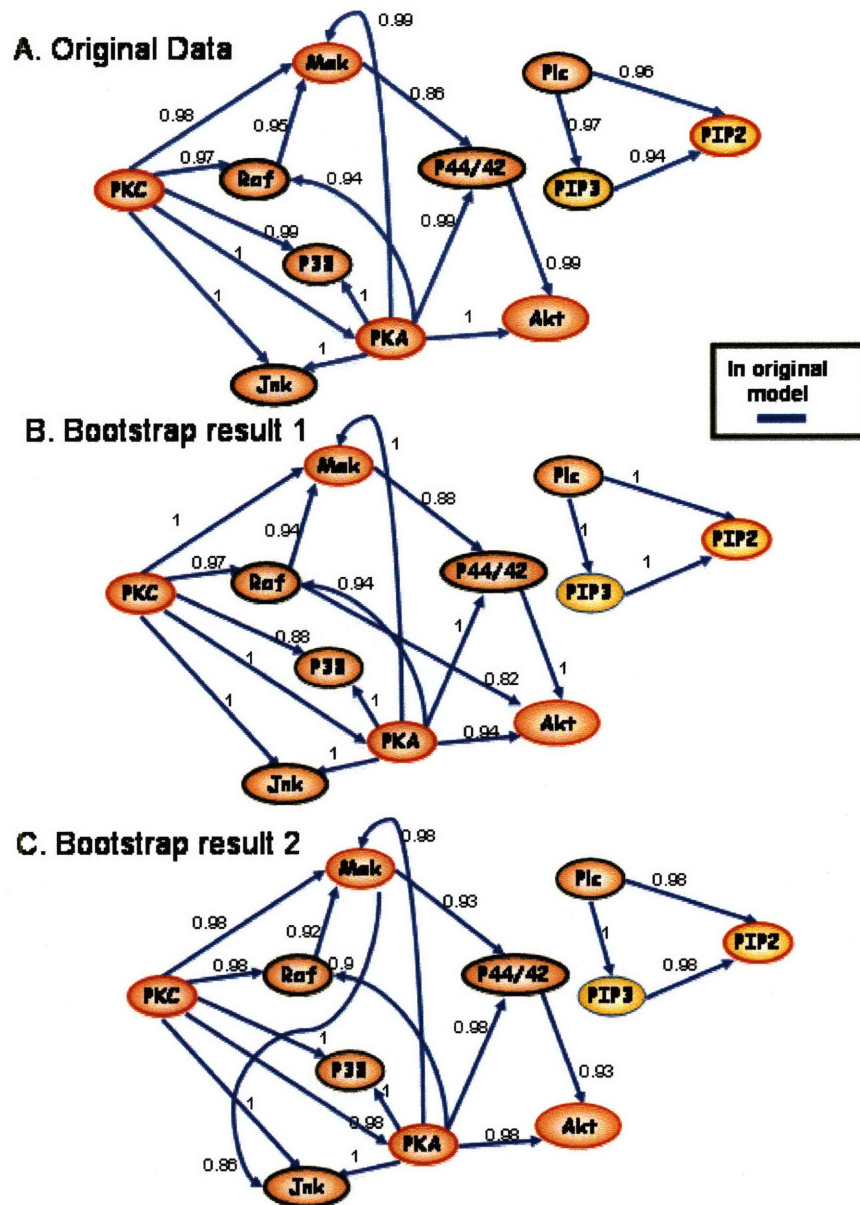 A. Original Data
0.99
Mek
Plc
0.96
0.86
0.98
0.95
0.97
PIP2
0.97
Raf
0.94
P44/42
0.94
PKC
PIP3
0.99
0.99
P38
0.99
1
1
1
PKA
1
Akt
1
Jnk
In original
model
B. Bootstrap result 1
1
Mek
Plc
1
0.88
1
0.94
1
PIP2
0.97
Raf
0.94
P44/42
1
PKC
PIP3
0.88
1
P38
1
1
0.82
1
1
Akt
PKA
0.94
1
Jnk
C. Bootstrap result 2
0.98
Mek
Plc
0.98
0.93
0.98
0.92
1
PIP2
0.98
Raf
0.9
P44/42
0.98
PKC
PIP3
0.98
1
P38
0.93
1
1
0.98
PKA
0.98
Akt
0.86
1
Jnk